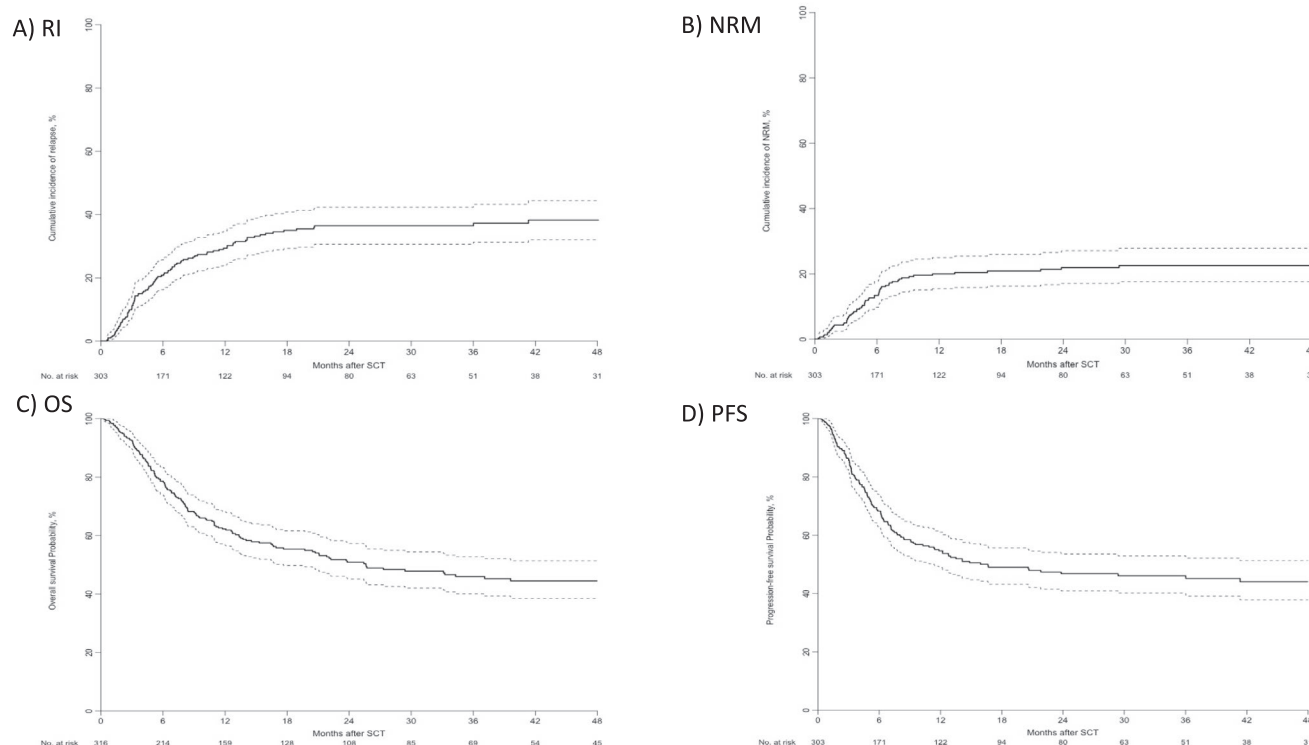 A) RI
Cumulative incidence of relapse, %
100
80
60
40
20
0
0 6 12 18 24 30 36 42 48
Months after SCT
No. at risk 303 171 122 94 80 63 51 38 31
B) NRM
Cumulative incidence of NRM, %
100
80
60
40
20
0
0 6 12 18 24 30 36 42 48
Months after SCT
No. at risk 303 171 122 94 80 63 51 38
C) OS
Overall survival Probability, %
100
80
60
40
20
0
0 6 12 18 24 30 36 42 48
Months after SCT
No. at risk 316 214 159 128 108 85 69 54 45
D) PFS
Progression-free survival Probability, %
100
80
60
40
20
0
0 6 12 18 24 30 36 42 48
Months after SCT
No. at risk 303 171 122 94 80 63 51 38